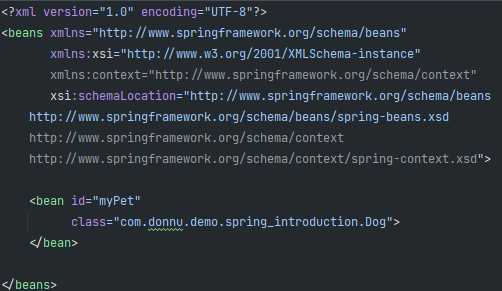 <?xml version="1.0" encoding="UTF-8"?>
<beans xmlns="http://www.springframework.org/schema/beans"
xmlns:xsi="http://www.w3.org/2001/XMLSchema-instance"
xmlns:context="http://www.springframework.org/schema/context"
xsi:schemaLocation="http://www.springframework.org/schema/beans
http://www.springframework.org/schema/beans/spring-beans.xsd
http://www.springframework.org/schema/context
http://www.springframework.org/schema/context/spring-context.xsd">
<bean id="myPet"
class="com.donnu.demo.spring_introduction.Dog">
</bean>
</beans>